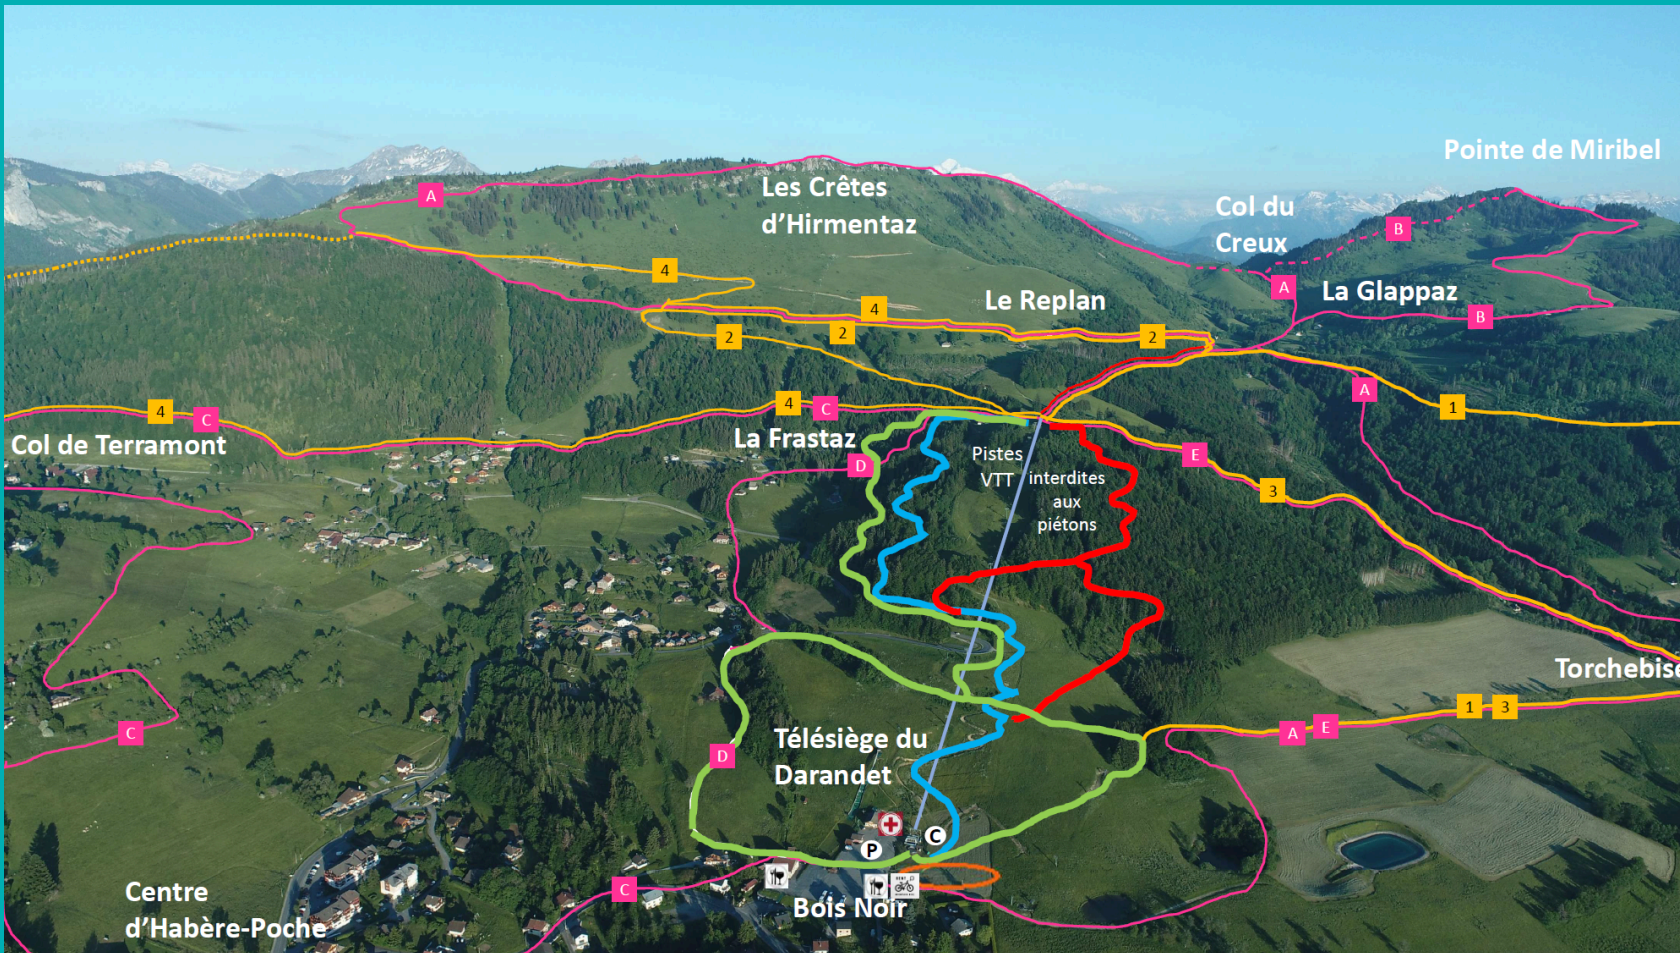 Pointe de Miribel
A
Les Crêtes
d'Hirmentaz
Col du
Creux
B
4
A
La Glappaz
Le Replan
4
B
2
2
2
A
4
C
4
C
1
Col de Terramont
La Frastaz
D
Pistes
VTT
interdites
aux
piétons
E
3
Torchebise
D
C
Télésiège du
Darandet
A
E
1
3
P
C
Centre
d'Habère-Poche
C
Bois Noir